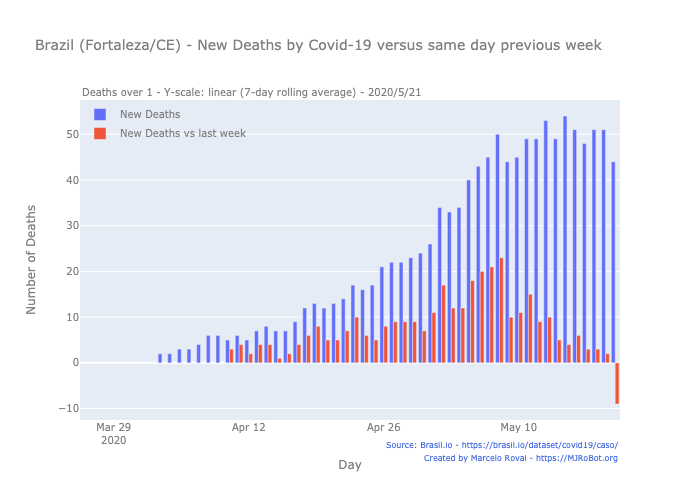 Brazil (Fortaleza/CE) - New Deaths by Covid-19 versus same day previous week
Deaths over 1 - Y-scale: linear (7-day rolling average) - 2020/5/21
New Deaths
New Deaths vs last week
50
40
30
20
10
0
−10
Number of Deaths
Mar 29
2020
Apr 12
Apr 26
May 10
Day
Source: Brasil.io - https://brasil.io/dataset/covid19/caso/
Created by Marcelo Rovai - https://MJRoBot.org